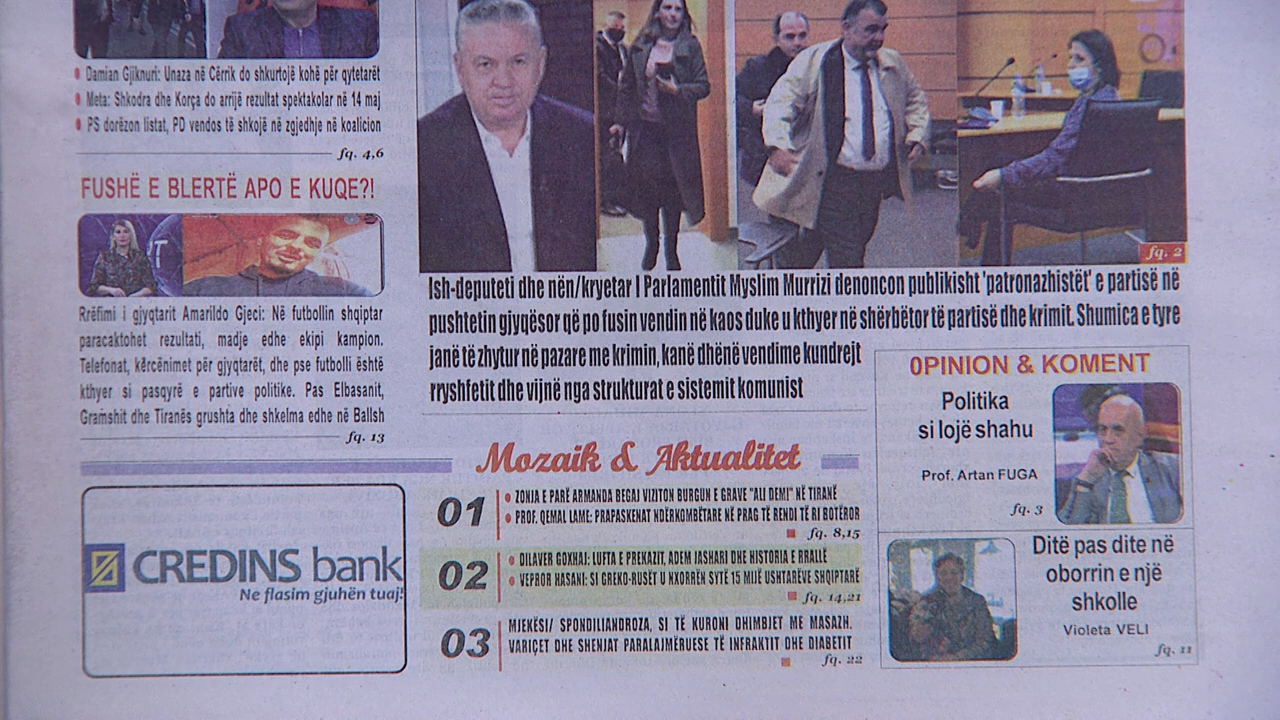 Damian Gjiknuri: Unaza në Cërrik do shkurtojë kohë për qytetarët
Meta: Shkodra dhe Korça do arrijë rezultat spektakolar në 14 maj
PS dorëzon listat, PD vendos të shkojë në zgjedhje në koalicion
fq. 4,6
FUSHË E BLERTË APO E KUQE?!
Rrëfimi i gjyqtarit Amarildo Gjeci: Në futbollin shqiptar
paracaktohet rezultati, madje edhe ekipi kampion.
Telefonat, kërcënimet për gjyqtarët, dhe pse futbolli është
kthyer si pasqyrë e partive politike. Pas Elbasanit,
Gramshit dhe Tiranës grushta dhe shkelma edhe në Ballsh
fq. 13
fq. 2
Ish-deputeti dhe nën/kryetar I Parlamentit Myslim Murrizi denoncon publikisht 'patronazhistët' e partisë në
pushtetin gjyqësor që po fusin vendin në kaos duke u kthyer në shërbëtor të partisë dhe krimit. Shumica e tyre
janë të zhytur në pazare me krimin, kanë dhënë vendime kundrejt
rryshfetit dhe vijnë nga strukturat e sistemit komunist
Mozaik & Aktualitet
01
ZONJA E PARË ARMANDA BEGAJ VIZITON BURGUN E GRAVE "ALI DEMI" NË TIRANË
PROF. QEMAL LAME: PRAPASKENAT NDËRKOMBËTARE NË PRAG TË RENDI TË RI BOTËROR
fq. 8,15
02
DILAVER GOXHAJ: LUFTA E PREKAZIT, ADEM JASHARI DHE HISTORIA E RRALLË
VEPROR HASANI: SI GREKO-RUSËT U NXORRËN SYTË 15 MIJË USHTARËVE SHQIPTARË
fq. 14,21
03
MJEKËSI/ SPONDILIANDROZA, SI TË KURONI DHIMBJET ME MASAZH.
VARIÇET DHE SHENJAT PARALAJMËRUESE TË INFRAKTIT DHE DIABETIT
fq. 22
CREDINS bank
Ne flasim gjuhën tuaj!
OPINION & KOMENT
Politika
si lojë shahu
Prof. Artan FUGA
fq. 3
Ditë pas dite në
oborrin e një
shkolle
Violeta VELI
fq. 11